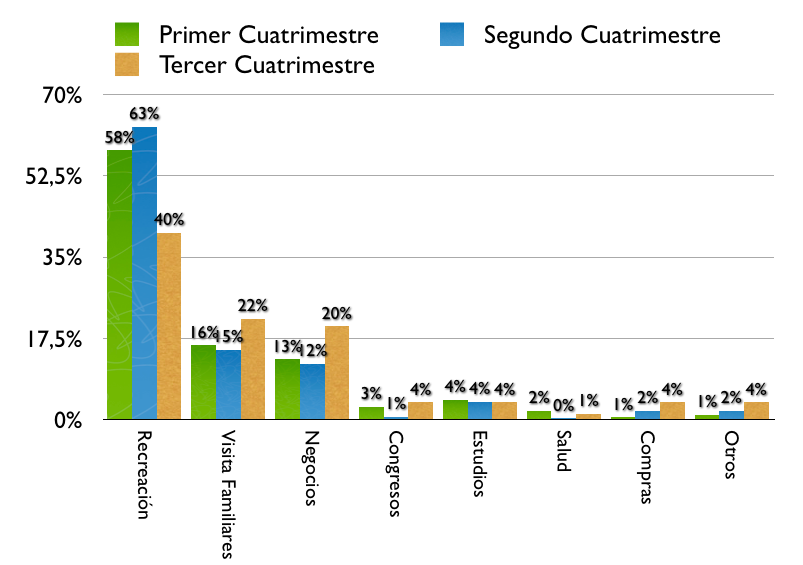 Primer Cuatrimestre
Segundo Cuatrimestre
Tercer Cuatrimestre
70%
52,5%
35%
17,5%
0%
58%
63%
40%
16%
15%
22%
13%
12%
20%
3%
1%
4%
4%
4%
4%
2%
0%
1%
1%
2%
4%
1%
2%
4%
Recreación
Visita Familiares
Negocios
Congresos
Estudios
Salud
Compras
Otros